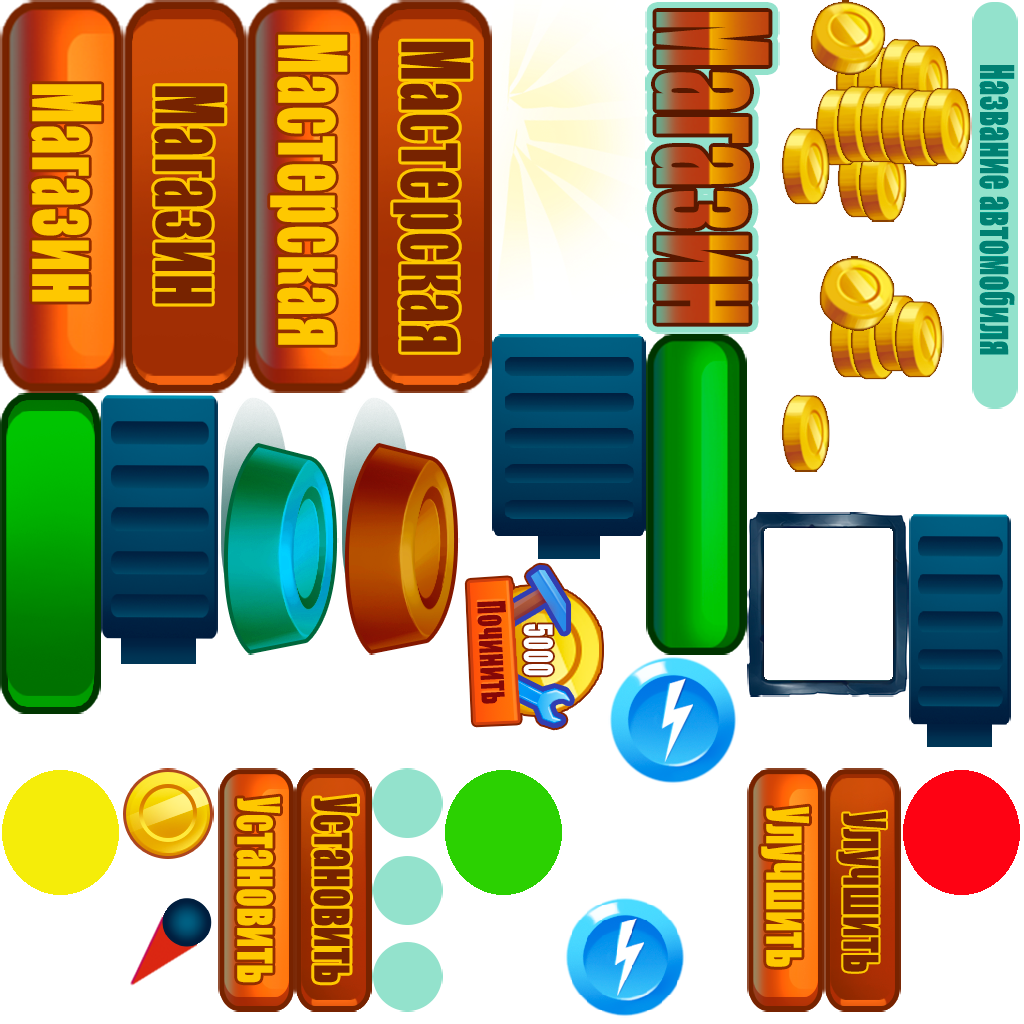 Магазин
Магазин
Мастерская
Мастерская
Магазин
Название автомобиля
Починить
5000
Установить
Установить
Улучшить
Улучшить